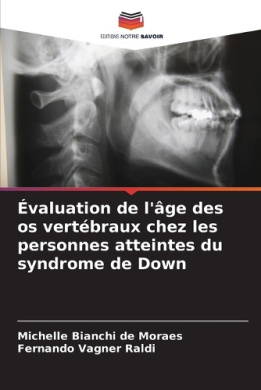 EDITIONS NOTRE SAVOIR
Évaluation de l'âge des
os vertébraux chez les
personnes atteintes du
syndrome de Down
Michelle Bianchi de Moraes
Fernando Vagner Raldi